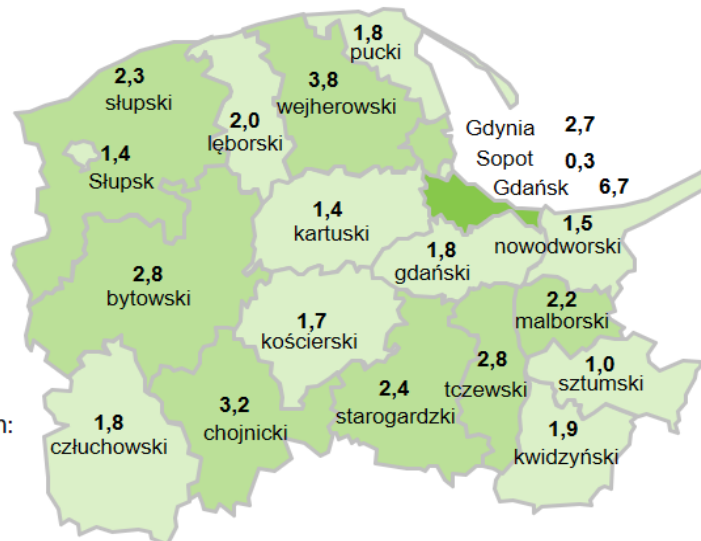 1,8
pucki
2,3
słupski
3,8
wejherowski
2,0
lęborski
Gdynia 2,7
Sopot 0,3
Gdańsk 6,7
1,4
Słupsk
1,4
kartuski
1,5
nowodworski
1,8
gdański
2,8
bytowski
2,2
malborski
1,7
kościerski
2,8
tczewski
1,0
sztumski
2,4
starogardzki
3,2
chojnicki
1,8
człuchowski
1,9
kwidzyński